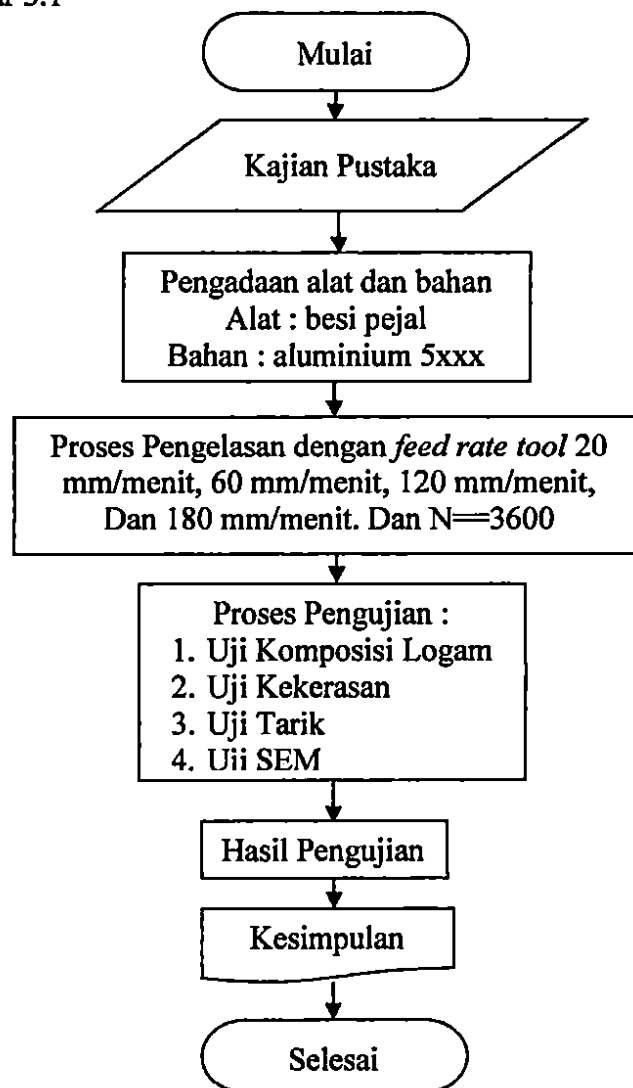 Mulai
Kajian Pustaka
Pengadaan alat dan bahan
Alat : besi pejal
Bahan : aluminium 5xxx
Proses Pengelasan dengan feed rate tool 20
mm/menit, 60 mm/menit, 120 mm/menit,
Dan 180 mm/menit. Dan N==3600
Proses Pengujian :
1. Uji Komposisi Logam
2. Uji Kekerasan
3. Uji Tarik
4. Uii SEM
Hasil Pengujian
Kesimpulan
Selesai